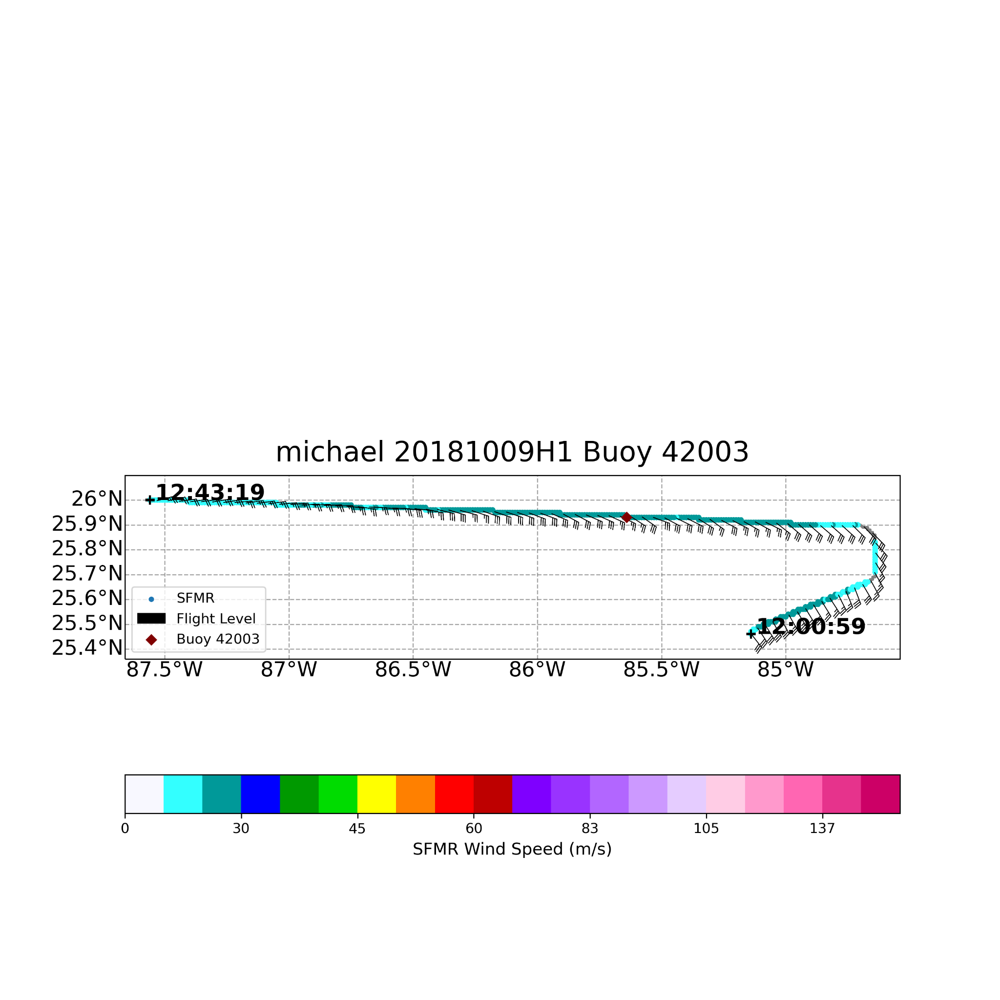 michael 20181009H1 Buoy 42003
12:43:19
26°N
25.9°N
25.8°N
25.7°N
25.6°N
25.5°N
25.4°N
SFMR
Flight Level
Buoy 42003
12:00:59
87.5°W 87°W 86.5°W 86°W 85.5°W 85°W
0 30 45 60 83 105 137
SFMR Wind Speed (m/s)